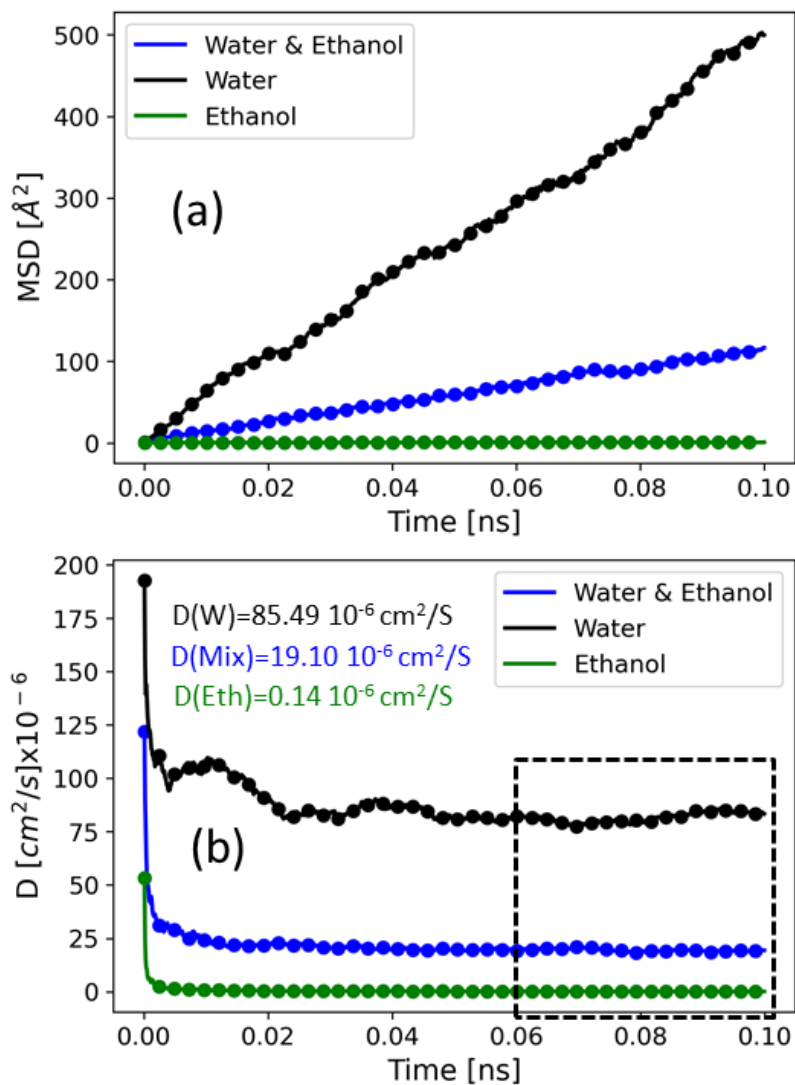 500
400
300
200
100
0
MSD [Å²]
Water & Ethanol
Water
Ethanol
(a)
0.00 0.02 0.04 0.06 0.08 0.10
Time [ns]
200
175
150
125
100
75
50
25
0
D [cm²/s]x10⁻⁶
D(W)=85.49 10⁻⁶ cm²/S
D(Mix)=19.10 10⁻⁶ cm²/S
D(Eth)=0.14 10⁻⁶ cm²/S
Water & Ethanol
Water
Ethanol
(b)
0.00 0.02 0.04 0.06 0.08 0.10
Time [ns]